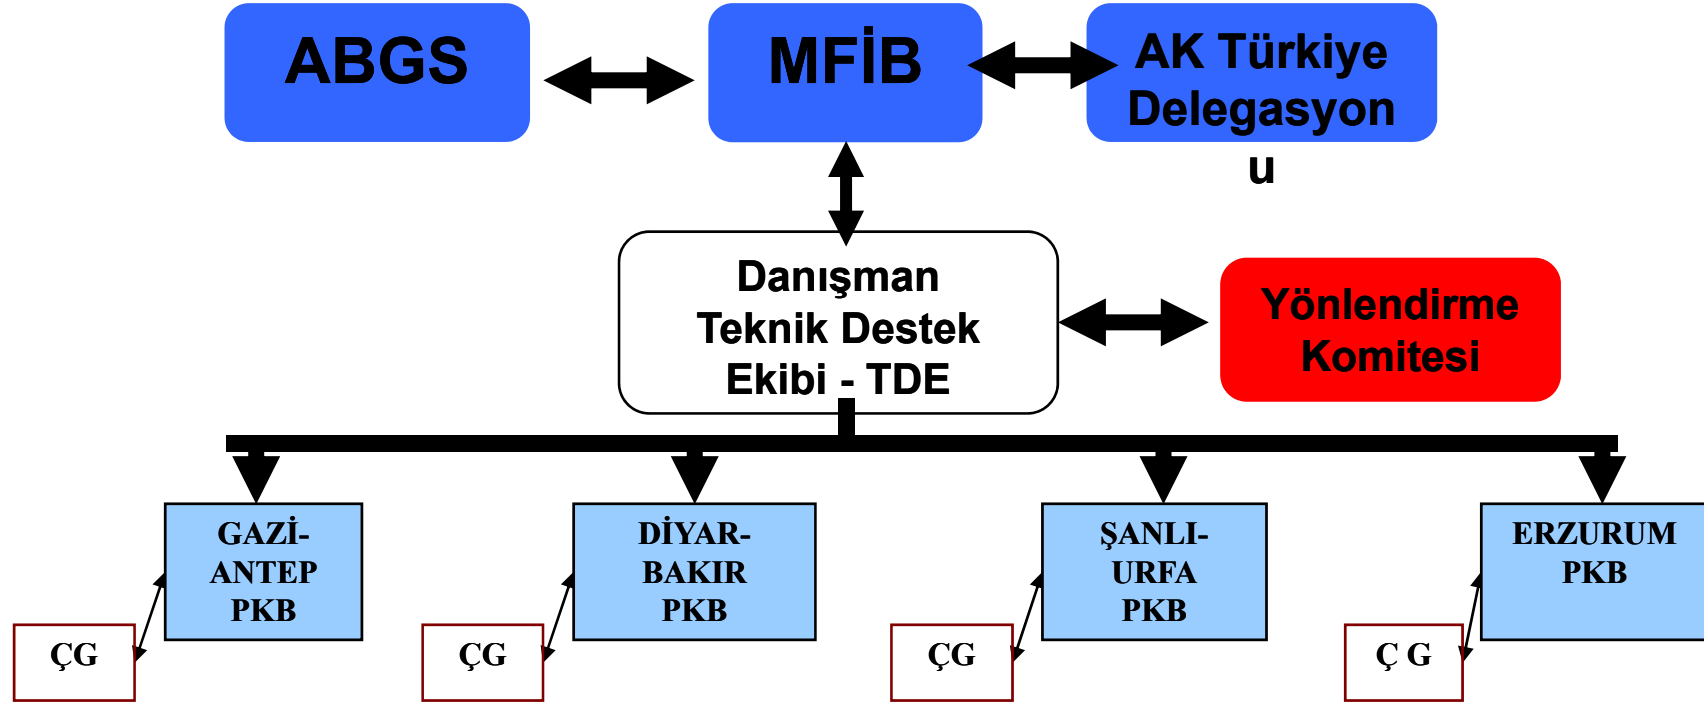 ABGS
MFİB
AK Türkiye
Delegasyon
u
Danışman
Teknik Destek
Ekibi - TDE
Yönlendirme
Komitesi
GAZİ-
ANTEP
PKB
DİYAR-
BAKIR
PKB
ŞANLI-
URFA
PKB
ERZURUM
PKB
ÇG
ÇG
ÇG
Ç G